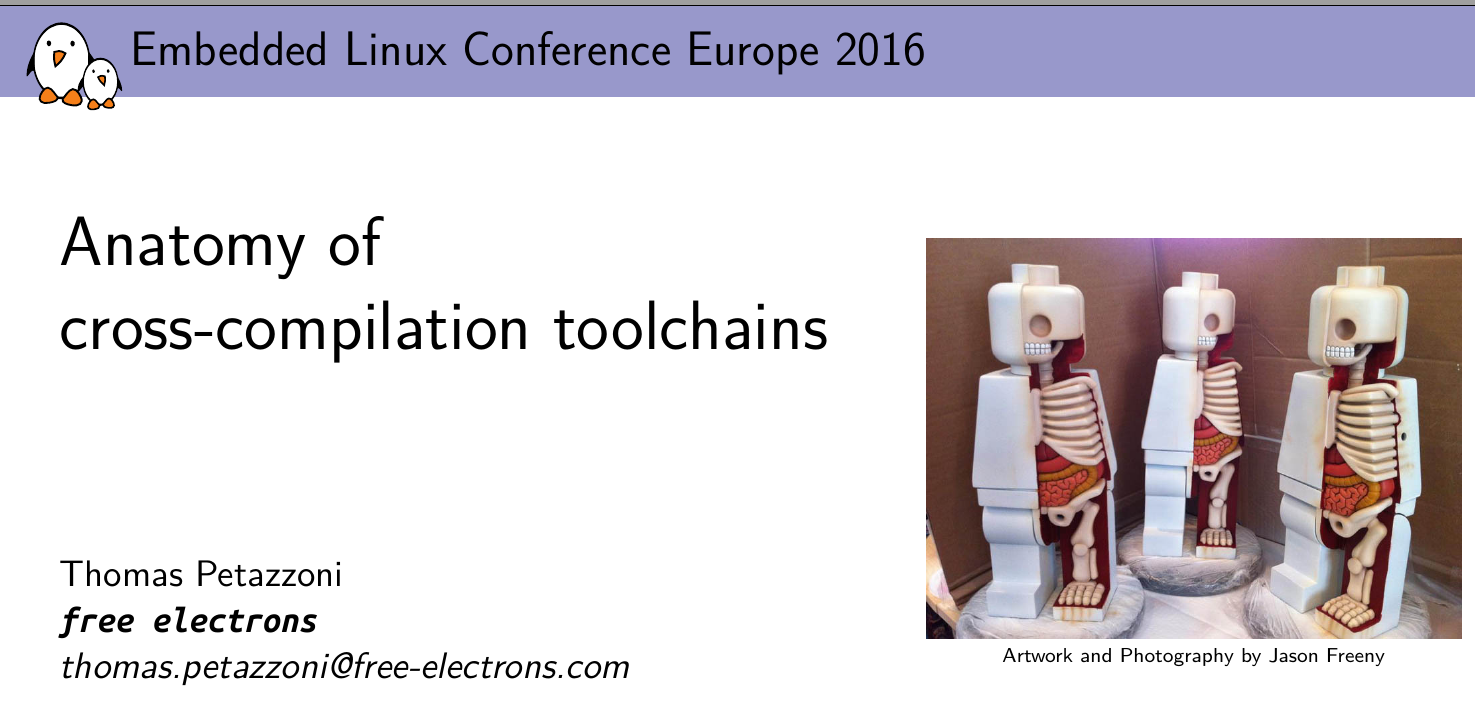 Embedded Linux Conference Europe 2016
Anatomy of
cross-compilation toolchains
Thomas Petazzoni
free electrons
thomas.petazzoni@free-electrons.com
Artwork and Photography by Jason Freeny